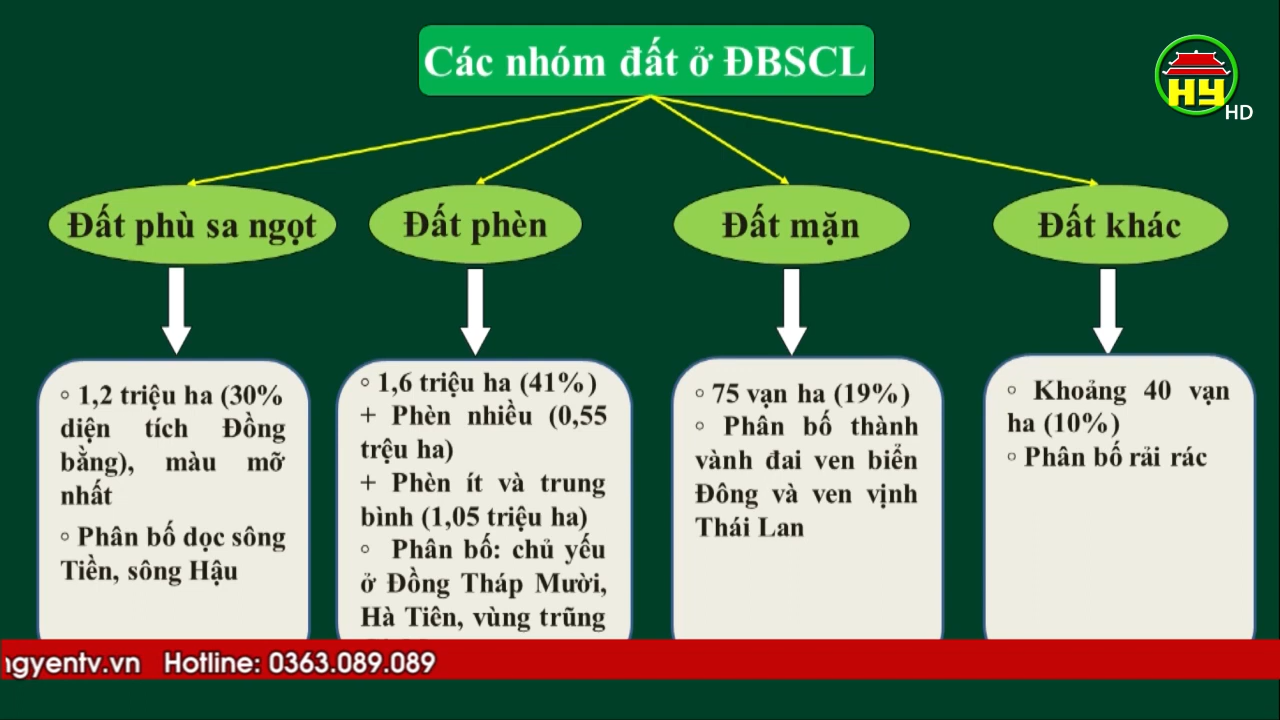 Các nhóm đất ở ĐBSCL
HY
HD
Đất phù sa ngọt
Đất phèn
Đất mặn
Đất khác
◦ 1,2 triệu ha (30%
diện tích Đồng
bằng), màu mỡ
nhất
◦ Phân bố dọc sông
Tiền, sông Hậu
◦ 1,6 triệu ha (41%)
+ Phèn nhiều (0,55
trệu ha)
+ Phèn ít và trung
bình (1,05 triệu ha)
◦ Phân bố: chủ yếu
ở Đồng Tháp Mười,
Hà Tiên, vùng trũng
◦ 75 vạn ha (19%)
◦ Phân bố thành
vành đai ven biển
Đông và ven vịnh
Thái Lan
◦ Khoảng 40 vạn
ha (10%)
◦ Phân bố rải rác
ngyentv.vn Hotline: 0363.089.089